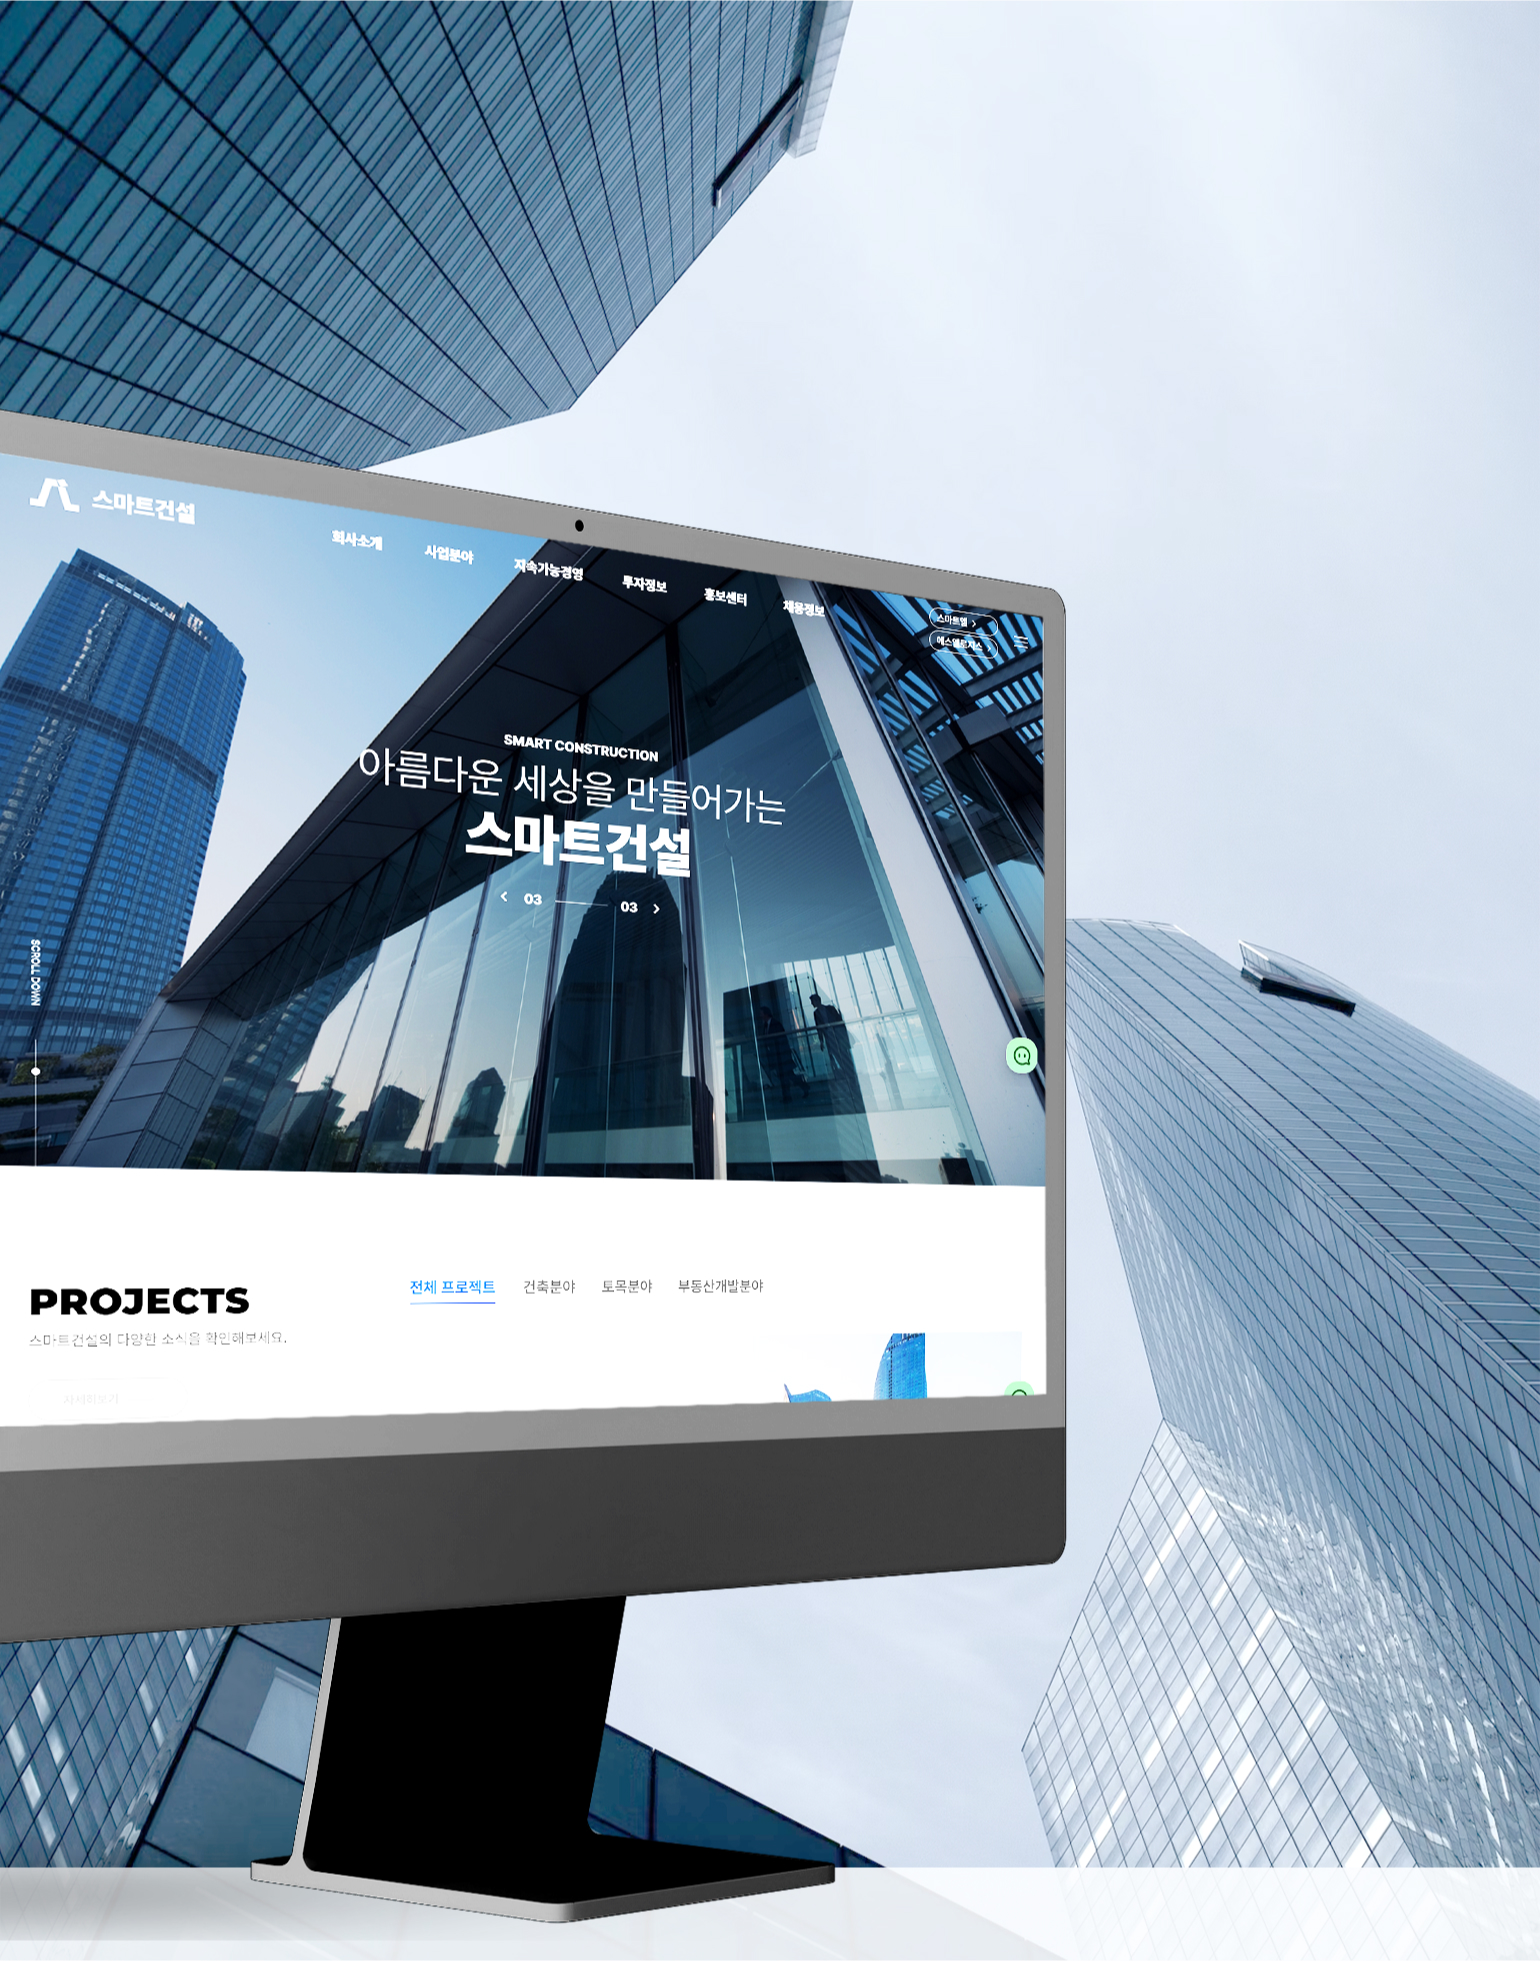 스마트건설
회사소개 사업분야 지속가능경영 투자정보 홍보센터 채용정보
스마트엘
에스엘로자스
SMART CONSTRUCTION
아름다운 세상을 만들어가는
스마트건설
03 03
SCROLL DOWN
PROJECTS
전체 프로젝트 건축분야 토목분야 부동산개발분야
스마트건설의 다양한 소식을 확인해보세요.
자세히보기